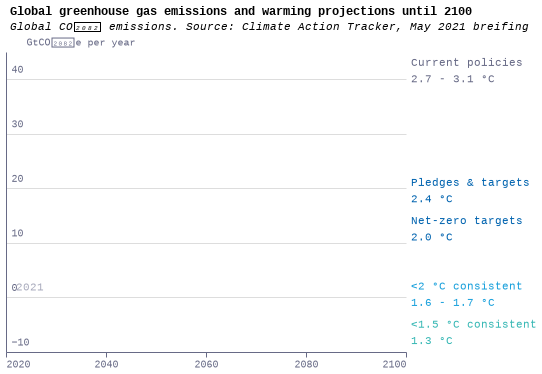 Global greenhouse gas emissions and warming projections until 2100
Global CO₂ emissions. Source: Climate Action Tracker, May 2021 breifing
GtCO₂e per year
40
30
20
10
0
2021
−10
2020
2040
2060
2080
2100
Current policies
2.7 - 3.1 °C
Pledges & targets
2.4 °C
Net-zero targets
2.0 °C
<2 °C consistent
1.6 - 1.7 °C
<1.5 °C consistent
1.3 °C